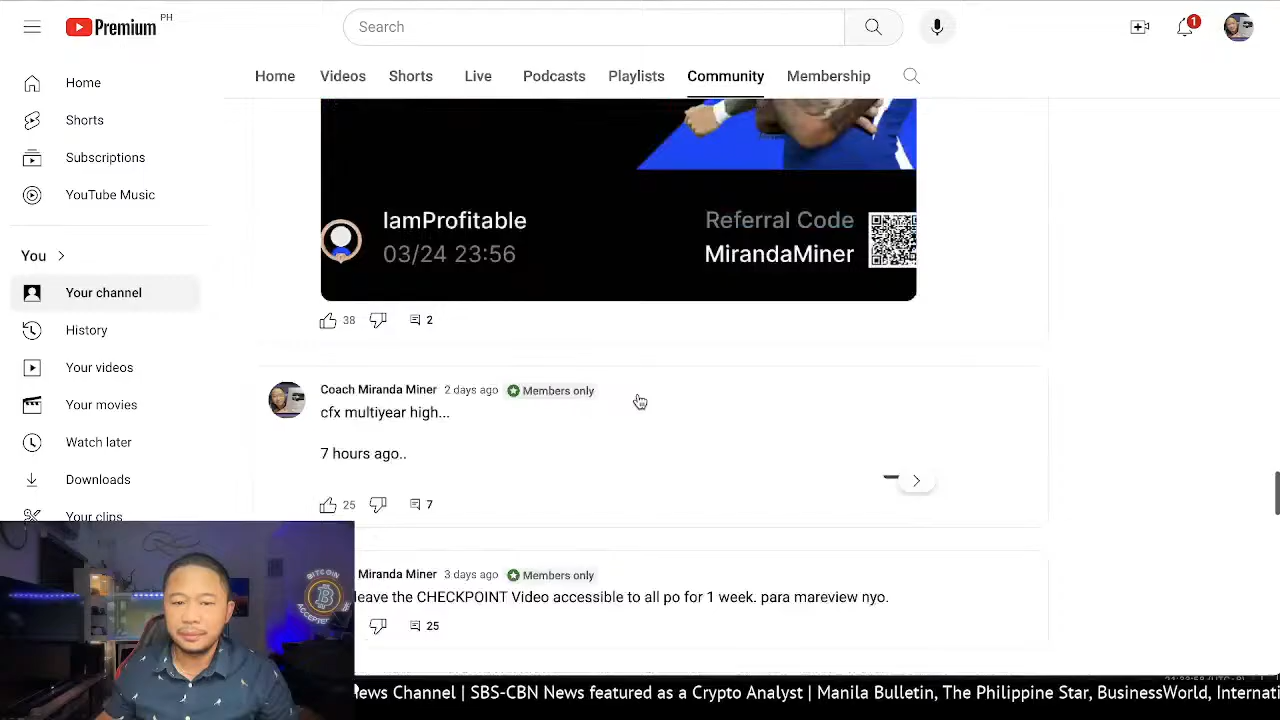 Premium PH
Search
1
Home
Videos
Shorts
Live
Podcasts
Playlists
Community
Membership
Home
Shorts
Subscriptions
YouTube Music
You
Your channel
History
Your videos
Your movies
Watch later
Downloads
Your clips
IamProfitable
03/24 23:56
Referral Code
MirandaMiner
38
2
Coach Miranda Miner 2 days ago Members only
cfx multiyear high...
7 hours ago..
25
7
Miranda Miner 3 days ago Members only
leave the CHECKPOINT Video accessible to all po for 1 week. para mareview nyo.
25
BITCOIN
ACCEPTED
ews Channel | SBS-CBN News featured as a Crypto Analyst | Manila Bulletin, The Philippine Star, BusinessWorld, Internati